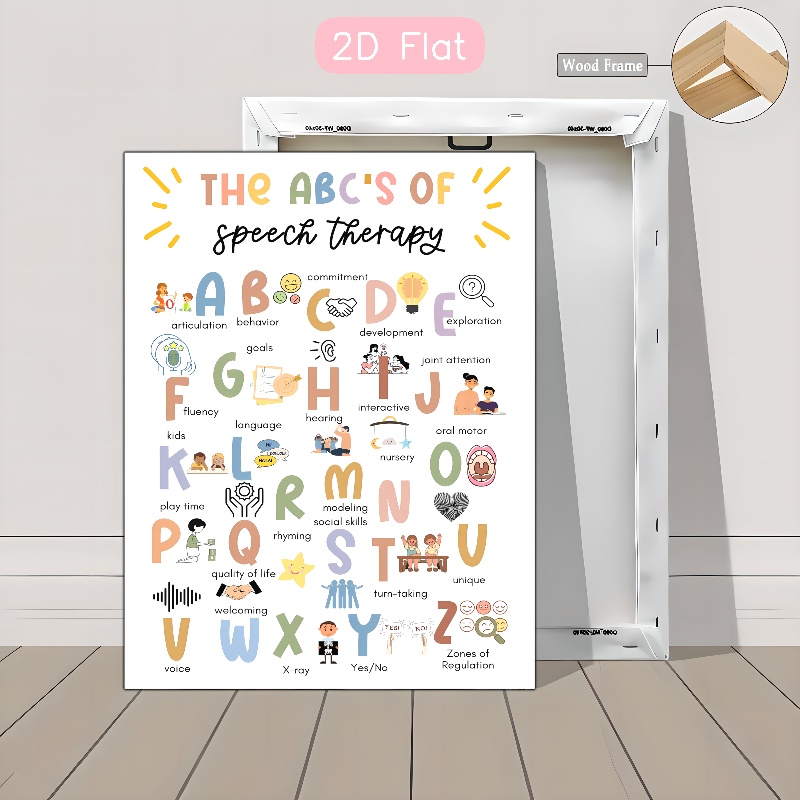 2D Flat
Wood Frame
THE ABC'S OF
speech therapy
A
articulation
B
behavior
commitment
C
D
development
E
exploration
F
fluency
goals
G
H
hearing
I
interactive
joint attention
J
kids
K
language
L
M
modeling
nursery
N
oral motor
O
play time
P
Q
quality of life
R
rhyming
social skills
S
T
turn-taking
U
unique
V
voice
welcoming
W
X
X-ray
Y
YES!
NO!
Yes/No
Z
Zones of
Regulation